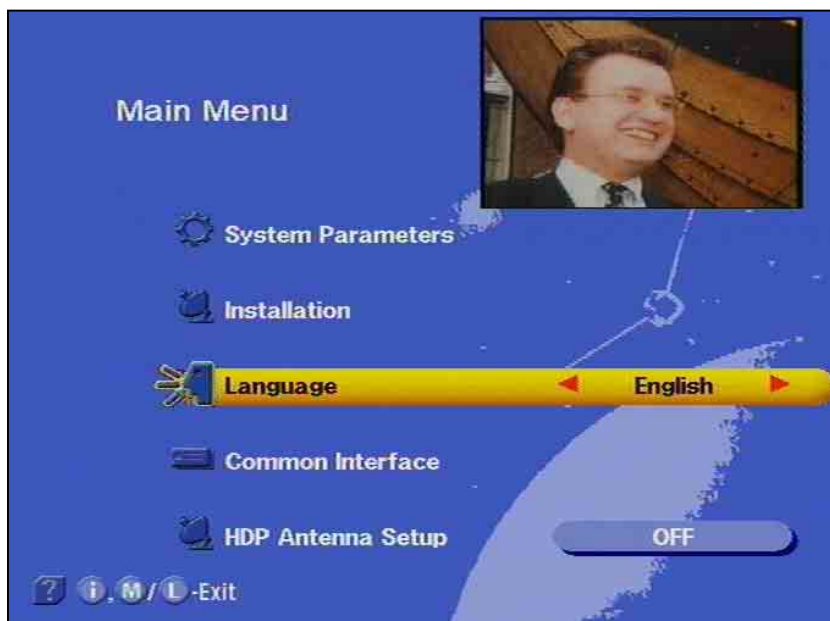 Main Menu
System Parameters
Installation
Language English
Common Interface
HDP Antenna Setup OFF
? i, M/ L-Exit